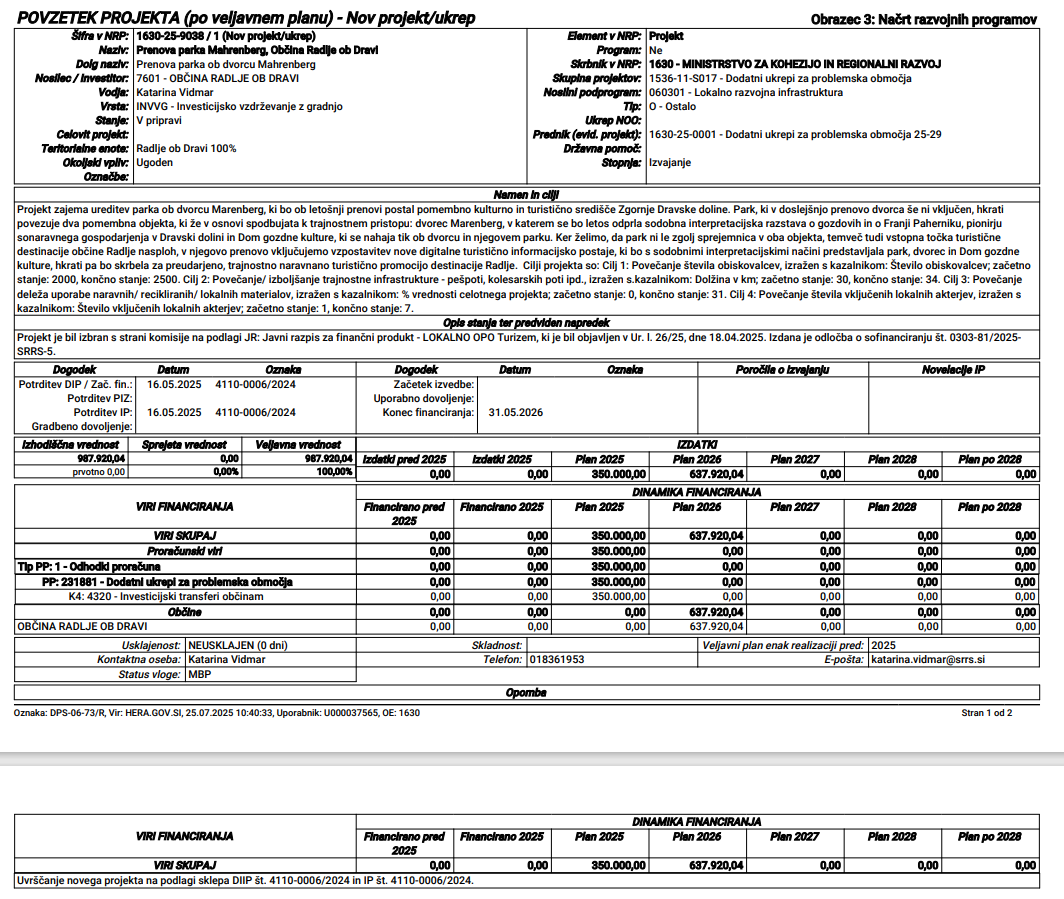 POVZETEK PROJEKTA (po veljavnem planu) - Nov projekt/ukrep
Obrazec 3: Načrt razvojnih programov
Šifra v NRP: 1630-25-9038 / 1 (Nov projekt/ukrep)
Naziv: Prenova parka Mahrenberg, Občina Radlje ob Dravi
Dolg naziv: Prenova parka ob dvorcu Mahrenberg
Nosilec / Investitor: 7601 - OBČINA RADLJE OB DRAVI
Vodja: Katarina Vidmar
Vrsta: INVVG - Investicijsko vzdrževanje z gradnjo
Stanje: V pripravi
Celovit projekt:
Teritorialne enote: Radlje ob Dravi 100%
Okoljski vpliv: Ugoden
Označbe:
Element v NRP: Projekt
Program: Ne
Skrbnik v NRP: 1630 - MINISTRSTVO ZA KOHEZIJO IN REGIONALNI RAZVOJ
Skupina projektov: 1536-11-S017 - Dodatni ukrepi za problemska območja
Nosilni podprogram: 060301 - Lokalno razvojna infrastruktura
Tip: O - Ostalo
Ukrep NOO:
Prednik (evid. projekt): 1630-25-0001 - Dodatni ukrepi za problemska območja 25-29
Državna pomoč:
Stopnja: Izvajanje
Namen in cilji
Projekt zajema ureditev parka ob dvorcu Marenberg, ki bo ob letošnji prenovi postal pomembno kulturno in turistično središče Zgornje Dravske doline. Park, ki v doslejšnjo prenovo dvorca še ni vključen, hkrati
povezuje dva pomembna objekta, ki že v osnovi spodbujata k trajnostnem pristopu: dvorec Marenberg, v katerem se bo letos odprla sodobna interpretacijska razstava o gozdovih in o Franji Paherniku, pionirju
sonaravnega gospodarjenja v Dravski dolini in Dom gozdne kulture, ki se nahaja tik ob dvorcu in njegovem parku. Ker želimo, da park ni le zgolj sprejemnica v oba objekta, temveč tudi vstopna točka turistične
destinacije občine Radlje nasploh, v njegovo prenovo vključujemo vzpostavitev nove digitalne turistično informacijsko postaje, ki bo s sodobnimi interpretacijskimi načini predstavljala park, dvorec in Dom gozdne
kulture, hkrati pa bo skrbela za preudarjeno, trajnostno naravnano turistično promocijo destinacije Radlje. Cilji projekta so: Cilj 1: Povečanje števila obiskovalcev, izražen s kazalnikom: Število obiskovalcev; začetno
stanje: 2000, končno stanje: 2500. Cilj 2: Povečanje/ izboljšanje trajnostne infrastrukture - pešpoti, kolesarskih poti ipd., izražen s.kazalnikom: Dolžina v km; začetno stanje: 30, končno stanje: 34. Cilj 3: Povečanje
deleža uporabe naravnih/ recikliranih/ lokalnih materialov, izražen s kazalnikom: % vrednosti celotnega projekta; začetno stanje: 0, končno stanje: 31. Cilj 4: Povečanje števila vključenih lokalnih akterjev, izražen s
kazalnikom: Število vključenih lokalnih akterjev; začetno stanje: 1, končno stanje: 7.
Opis stanja ter predviden napredek
Projekt je bil izbran s strani komisije na podlagi JR: Javni razpis za finančni produkt - LOKALNO OPO Turizem, ki je bil objavljen v Ur. l. 26/25, dne 18.04.2025. Izdana je odločba o sofinanciranju št. 0303-81/2025-
SRRS-5.
Dogodek Datum Oznaka Dogodek Datum Oznaka Poročila o izvajanju Novelacije IP
Potrditev DIP / Zač. fin.: 16.05.2025 4110-0006/2024 Začetek izvedbe:
Potrditev PIZ: Uporabno dovoljenje:
Potrditev IP: 16.05.2025 4110-0006/2024 Konec financiranja: 31.05.2026
Gradbeno dovoljenje:
Izhodiščna vrednost Sprejeta vrednost Veljavna vrednost IZDATKI
987.920,04 0,00 987.920,04 Izdatki pred 2025 Izdatki 2025 Plan 2025 Plan 2026 Plan 2027 Plan 2028 Plan po 2028
prvotno 0,00 0,00% 100,00% 0,00 0,00 350.000,00 637.920,04 0,00 0,00 0,00
DINAMIKA FINANCIRANJA
VIRI FINANCIRANJA Financirano pred 2025 Financirano 2025 Plan 2025 Plan 2026 Plan 2027 Plan 2028 Plan po 2028
VIRI SKUPAJ 0,00 0,00 350.000,00 637.920,04 0,00 0,00 0,00
Proračunski viri 0,00 0,00 350.000,00 0,00 0,00 0,00 0,00
Tip PP: 1 - Odhodki proračuna 0,00 0,00 350.000,00 0,00 0,00 0,00 0,00
PP: 231881 - Dodatni ukrepi za problemska območja 0,00 0,00 350.000,00 0,00 0,00 0,00 0,00
K4: 4320 - Investicijski transferi občinam 0,00 0,00 350.000,00 0,00 0,00 0,00 0,00
Občine 0,00 0,00 0,00 637.920,04 0,00 0,00 0,00
OBČINA RADLJE OB DRAVI 0,00 0,00 0,00 637.920,04 0,00 0,00 0,00
Usklajenost: NEUSKLAJEN (0 dni) Skladnost: Veljavni plan enak realizaciji pred: 2025
Kontaktna oseba: Katarina Vidmar Telefon: 018361953 E-pošta: katarina.vidmar@srrs.si
Status vloge: MBP
Opomba
Oznaka: DPS-06-73/R, Vir: HERA.GOV.SI, 25.07.2025 10:40:33, Uporabnik: U000037565, OE: 1630 Stran 1 od 2
DINAMIKA FINANCIRANJA
VIRI FINANCIRANJA Financirano pred 2025 Financirano 2025 Plan 2025 Plan 2026 Plan 2027 Plan 2028 Plan po 2028
VIRI SKUPAJ 0,00 0,00 350.000,00 637.920,04 0,00 0,00 0,00
Uvrščanje novega projekta na podlagi sklepa DIIP št. 4110-0006/2024 in IP št. 4110-0006/2024.